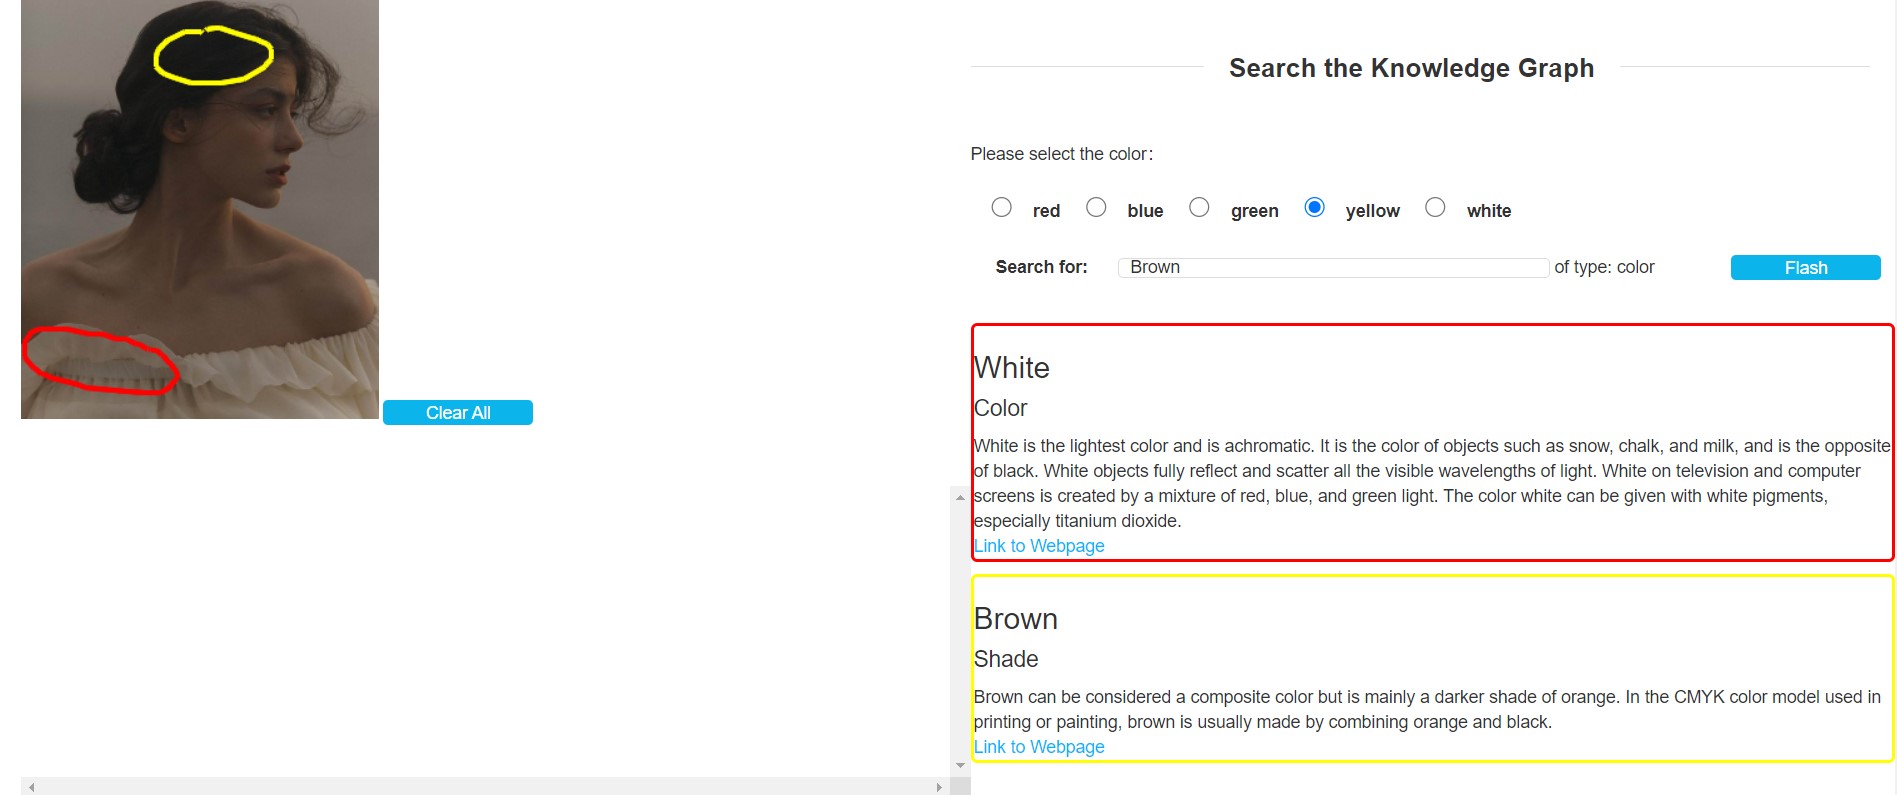 Search the Knowledge Graph
Please select the color:
red blue green yellow white
Search for: Brown of type: color Flash
White
Color
White is the lightest color and is achromatic. It is the color of objects such as snow, chalk, and milk, and is the opposite
of black. White objects fully reflect and scatter all the visible wavelengths of light. White on television and computer
screens is created by a mixture of red, blue, and green light. The color white can be given with white pigments,
especially titanium dioxide.
Link to Webpage
Brown
Shade
Brown can be considered a composite color but is mainly a darker shade of orange. In the CMYK color model used in
printing or painting, brown is usually made by combining orange and black.
Link to Webpage
Clear All